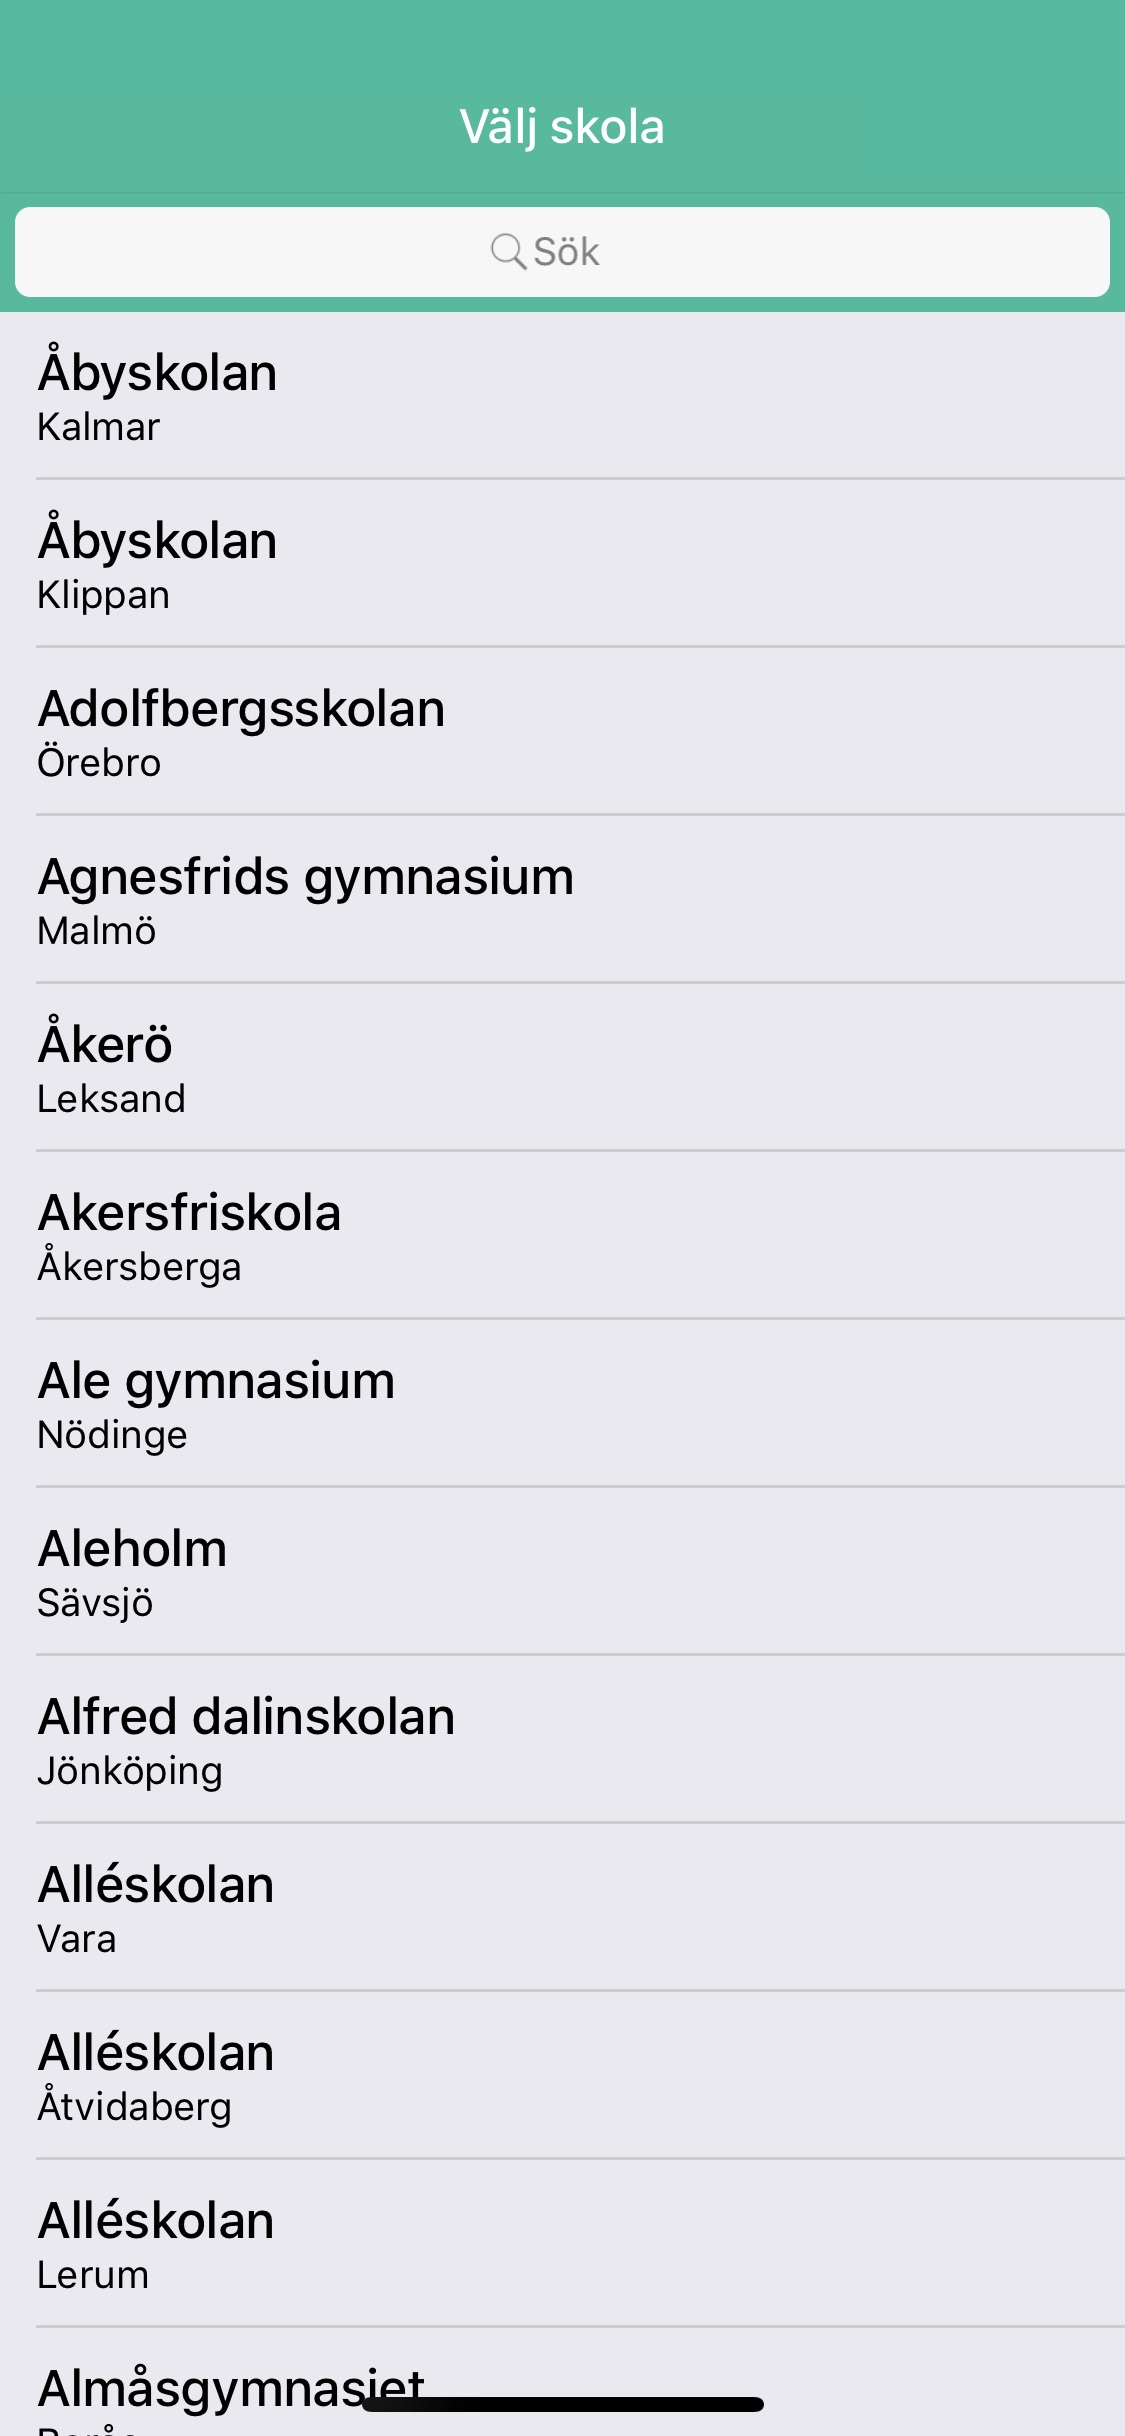 Välj skola
Sök
Åbyskolan
Kalmar
Åbyskolan
Klippan
Adolfbergsskolan
Örebro
Agnesfrids gymnasium
Malmö
Åkerö
Leksand
Akersfriskola
Åkersberga
Ale gymnasium
Nödinge
Aleholm
Sävsjö
Alfred dalinskolan
Jönköping
Alléskolan
Vara
Alléskolan
Åtvidaberg
Alléskolan
Lerum
Almåsgymnasiet